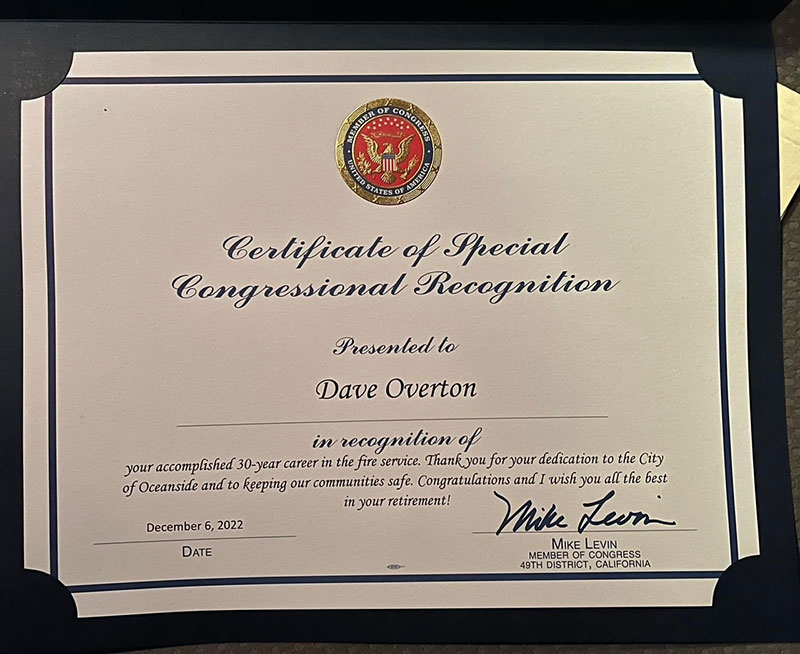 MEMBER OF CONGRESS
UNITED STATES OF AMERICA
Certificate of Special
Congressional Recognition
Presented to
Dave Overton
in recognition of
your accomplished 30-year career in the fire service. Thank you for your dedication to the City
of Oceanside and to keeping our communities safe. Congratulations and I wish you all the best
in your retirement!
December 6, 2022
DATE
Mike Levin
MIKE LEVIN
MEMBER OF CONGRESS
49TH DISTRICT, CALIFORNIA